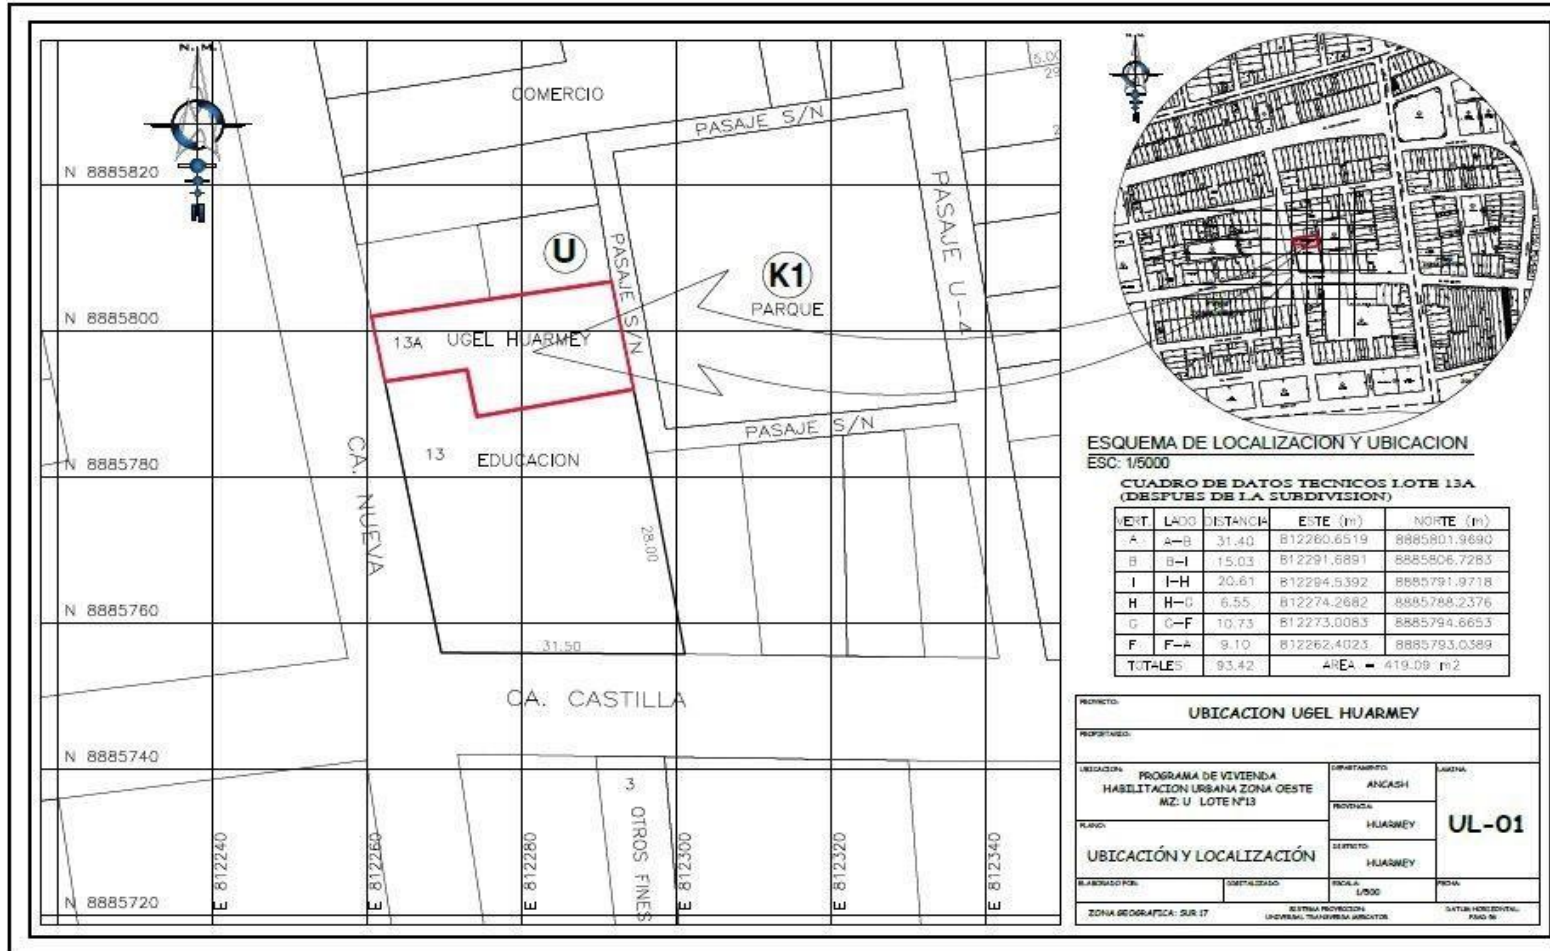 N. M.
COMERCIO
PASAJE S/N
N 8885820
PASAJE U-4
U
PASAJE S/N
K1
PARQUE
N 8885800
13A UGEL HUARMEY
PASAJE S/N
13 EDUCACION
N 8885780
CA. NUEVA
28.00
N 8885760
31.50
CA. CASTILLA
N 8885740
3
OTROS FINES
N 8885720
E 812240
E 812260
E 812280
E 812300
E 812320
E 812340
ESQUEMA DE LOCALIZACION Y UBICACION
ESC: 1/5000
CUADRO DE DATOS TECNICOS LOTE 13A
(DESPUES DE LA SUBDIVISION)
VERT. LADO DISTANCIA ESTE (m) NORTE (m)
A A-B 31.40 812260.6519 8885801.9690
B B-I 15.03 812291.6891 8885806.7283
I I-H 20.61 812294.5392 8885791.9718
H H-G 6.55 812274.2682 8885788.2376
G G-F 10.73 812273.0083 8885794.6653
F F-A 9.10 812262.4023 8885793.0389
TOTALES 93.42 AREA = 419.09 m2
PROYECTO:
UBICACION UGEL HUARMEY
PROPIETARIO:
UBICACION:
PROGRAMA DE VIVIENDA
HABILITACION URBANA ZONA OESTE
MZ: U LOTE N°13
DEPARTAMENTO:
ANCASH
PROVINCIA:
HUARMEY
DISTRITO:
HUARMEY
LAMINA:
UL-01
PLANO:
UBICACIÓN Y LOCALIZACIÓN
ELABORADO POR:
DIGITALIZADO:
ESCALA:
1/500
FECHA:
ZONA GEOGRAFICA: SUR 17
SISTEMA PROYECCION:
UNIVERSAL TRANSVERSA MERCATOR
DATUM HORIZONTAL:
PSAD 56